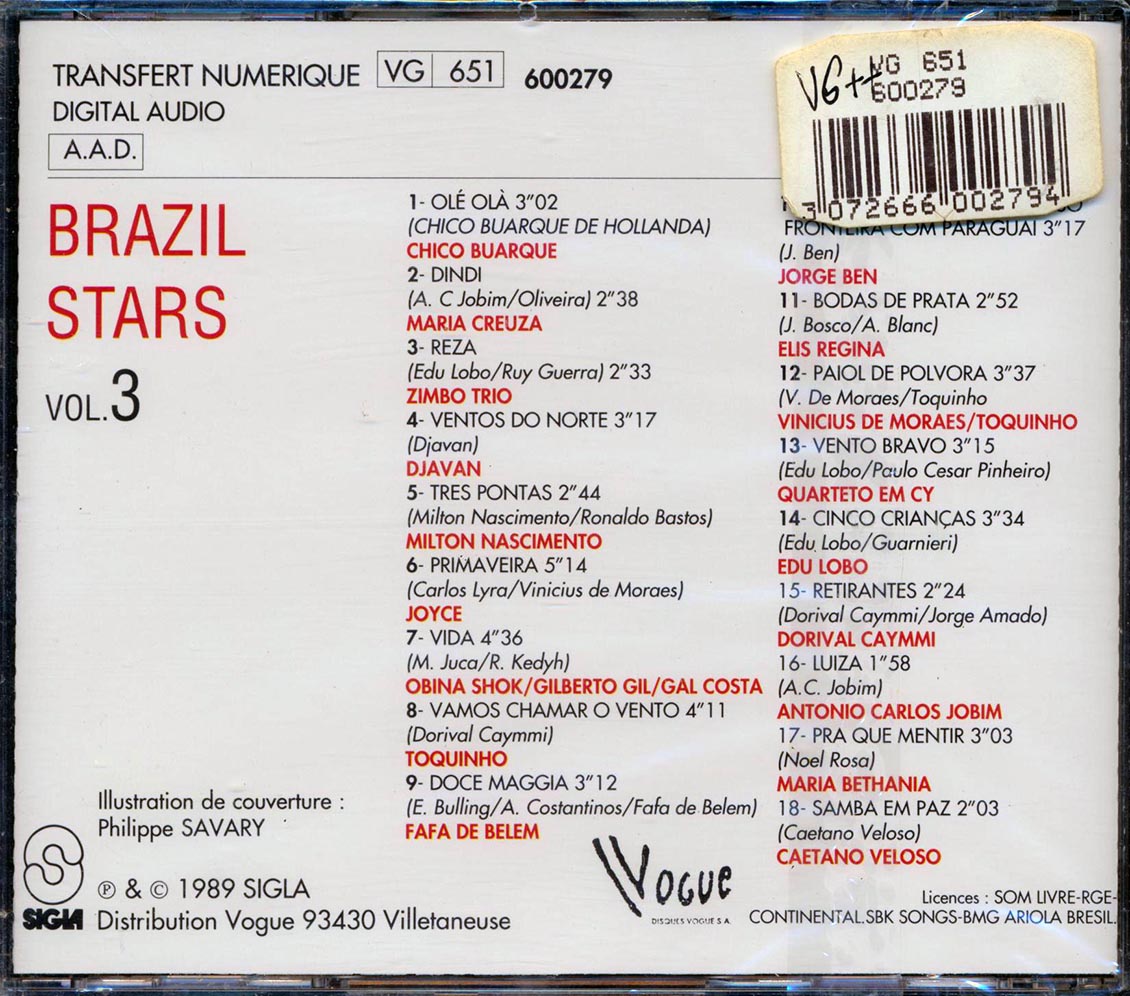 TRANSFERT NUMERIQUE VG 651 600279
DIGITAL AUDIO
A.A.D.
VG++
VG 651
600279
3 072666 002794
BRAZIL
STARS
VOL.3
1- OLÉ OLÀ 3"02
(CHICO BUARQUE DE HOLLANDA)
CHICO BUARQUE
2- DINDI
(A. C Jobim/Oliveira) 2"38
MARIA CREUZA
3- REZA
(Edu Lobo/Ruy Guerra) 2"33
ZIMBO TRIO
4- VENTOS DO NORTE 3"17
(Djavan)
DJAVAN
5- TRES PONTAS 2"44
(Milton Nascimento/Ronaldo Bastos)
MILTON NASCIMENTO
6- PRIMAVEIRA 5"14
(Carlos Lyra/Vinicius de Moraes)
JOYCE
7- VIDA 4"36
(M. Juca/R. Kedyh)
OBINA SHOK/GILBERTO GIL/GAL COSTA
8- VAMOS CHAMAR O VENTO 4"11
(Dorival Caymmi)
TOQUINHO
9- DOCE MAGGIA 3"12
(E. Bulling/A. Costantinos/Fafa de Belem)
FAFA DE BELEM
FRONTEIRA COM PARAGUAI 3"17
(J. Ben)
JORGE BEN
11- BODAS DE PRATA 2"52
(J. Bosco/A. Blanc)
ELIS REGINA
12- PAIOL DE POLVORA 3"37
(V. De Moraes/Toquinho
VINICIUS DE MORAES/TOQUINHO
13- VENTO BRAVO 3"15
(Edu Lobo/Paulo Cesar Pinheiro)
QUARTETO EM CY
14- CINCO CRIANÇAS 3"34
(Edu Lobo/Guarnieri)
EDU LOBO
15- RETIRANTES 2"24
(Dorival Caymmi/Jorge Amado)
DORIVAL CAYMMI
16- LUIZA 1"58
(A.C. Jobim)
ANTONIO CARLOS JOBIM
17- PRA QUE MENTIR 3"03
(Noel Rosa)
MARIA BETHANIA
18- SAMBA EM PAZ 2"03
(Caetano Veloso)
CAETANO VELOSO
Illustration de couverture :
Philippe SAVARY
SIGLA
℗ & © 1989 SIGLA
Distribution Vogue 93430 Villetaneuse
VOGUE
DISQUES VOGUE S.A.
Licences : SOM LIVRE-RGE-
CONTINENTAL.SBK SONGS-BMG ARIOLA BRESIL.